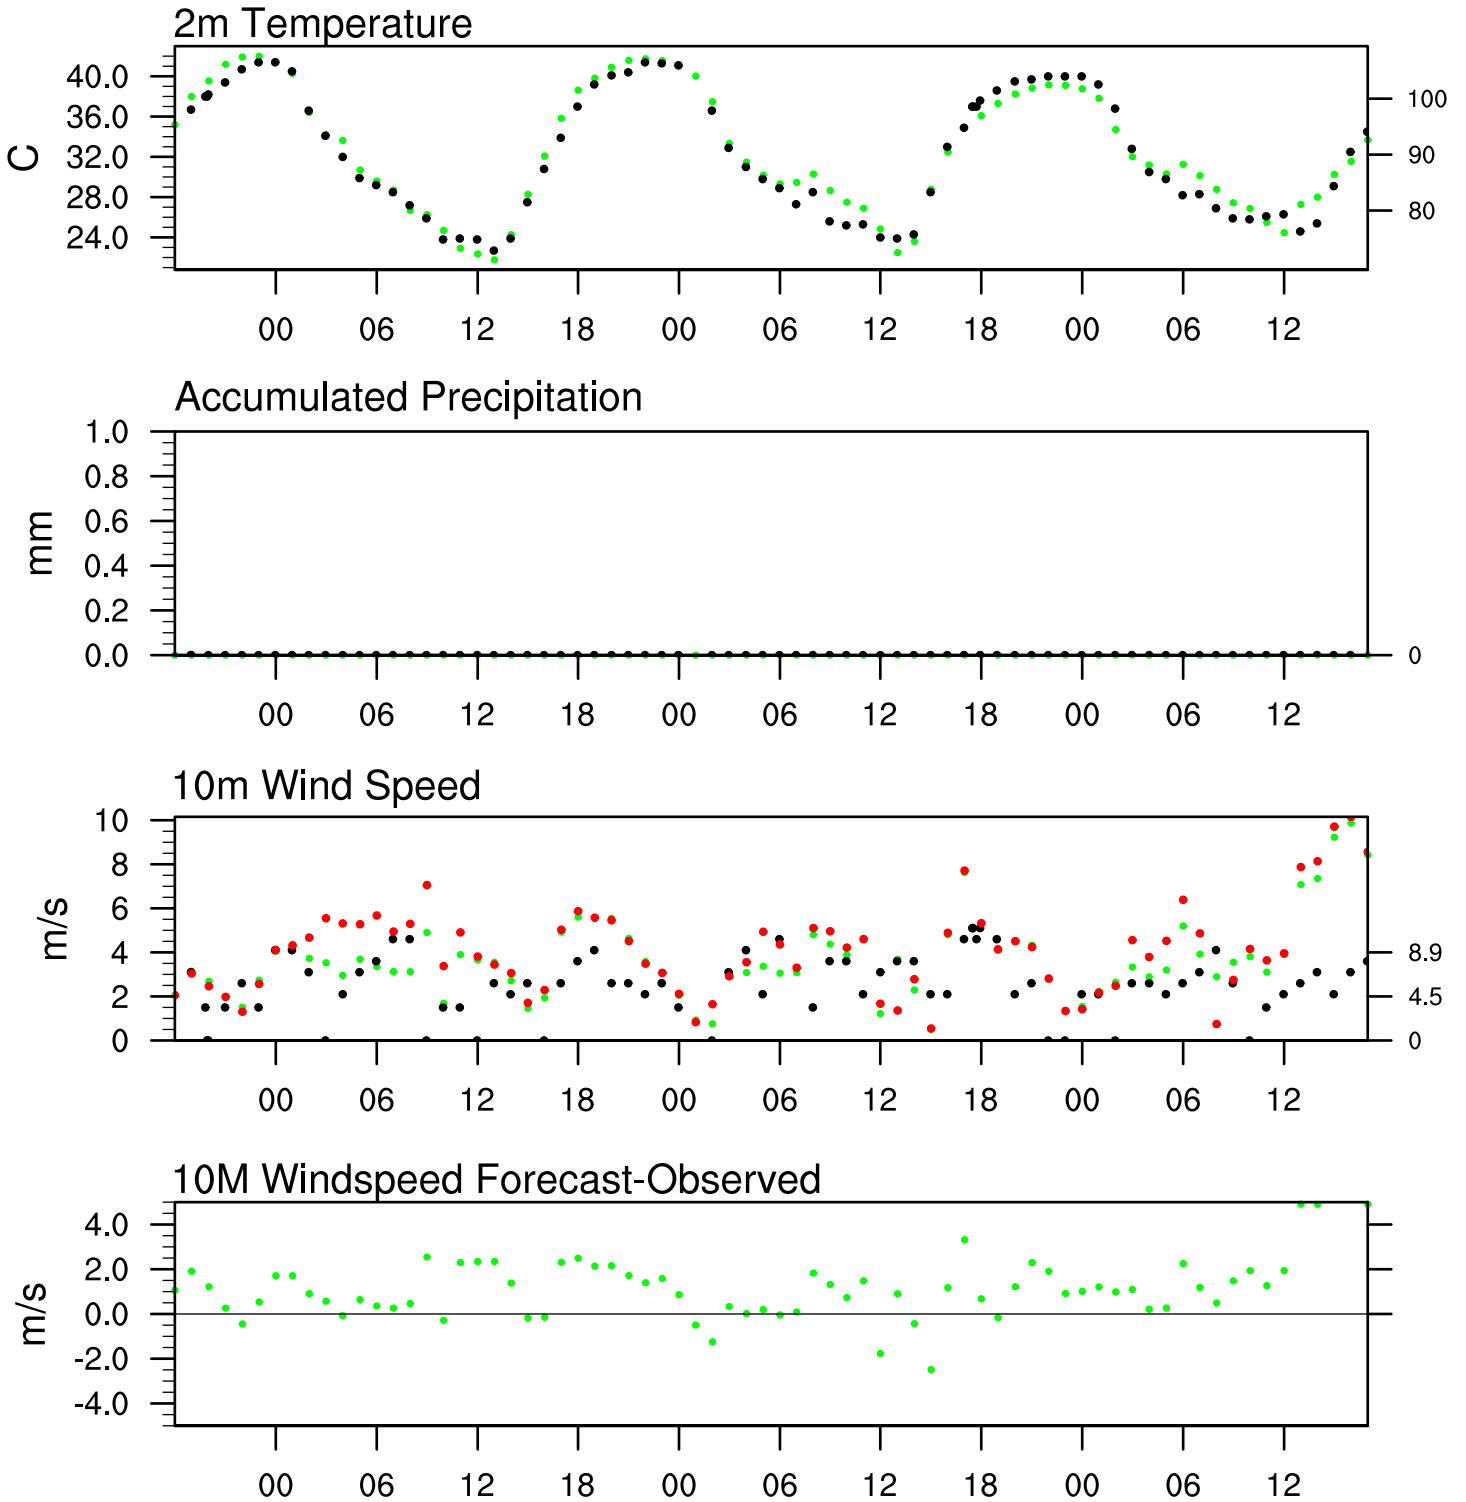 2m Temperature
40.0
36.0
32.0
28.0
24.0
C
100
90
80
00 06 12 18 00 06 12 18 00 06 12
Accumulated Precipitation
1.0
0.8
0.6
0.4
0.2
0.0
mm
0
00 06 12 18 00 06 12 18 00 06 12
10m Wind Speed
10
8
6
4
2
0
m/s
8.9
4.5
0
00 06 12 18 00 06 12 18 00 06 12
10M Windspeed Forecast-Observed
4.0
2.0
0.0
-2.0
-4.0
m/s
00 06 12 18 00 06 12 18 00 06 12